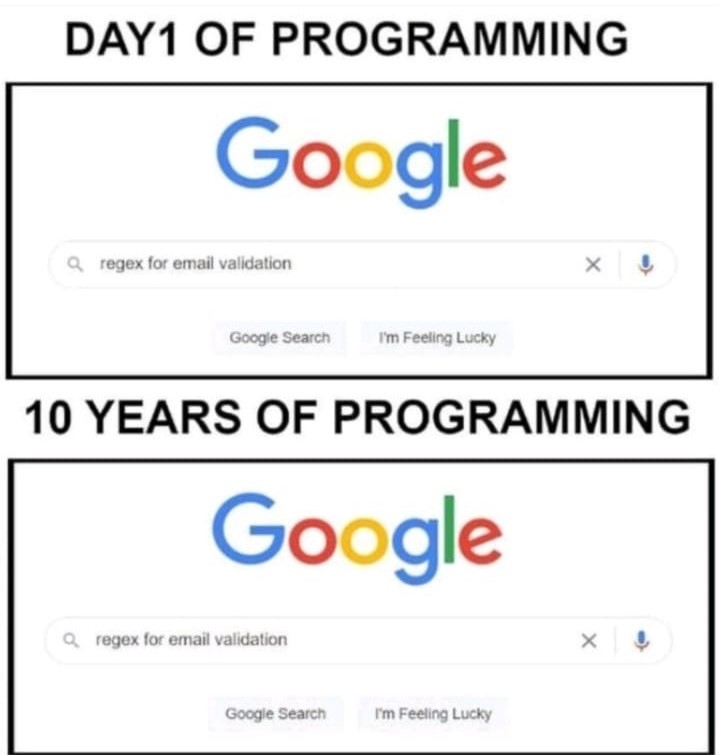 DAY1 OF PROGRAMMING
Google
regex for email validation
Google Search I'm Feeling Lucky
10 YEARS OF PROGRAMMING
Google
regex for email validation
Google Search I'm Feeling Lucky